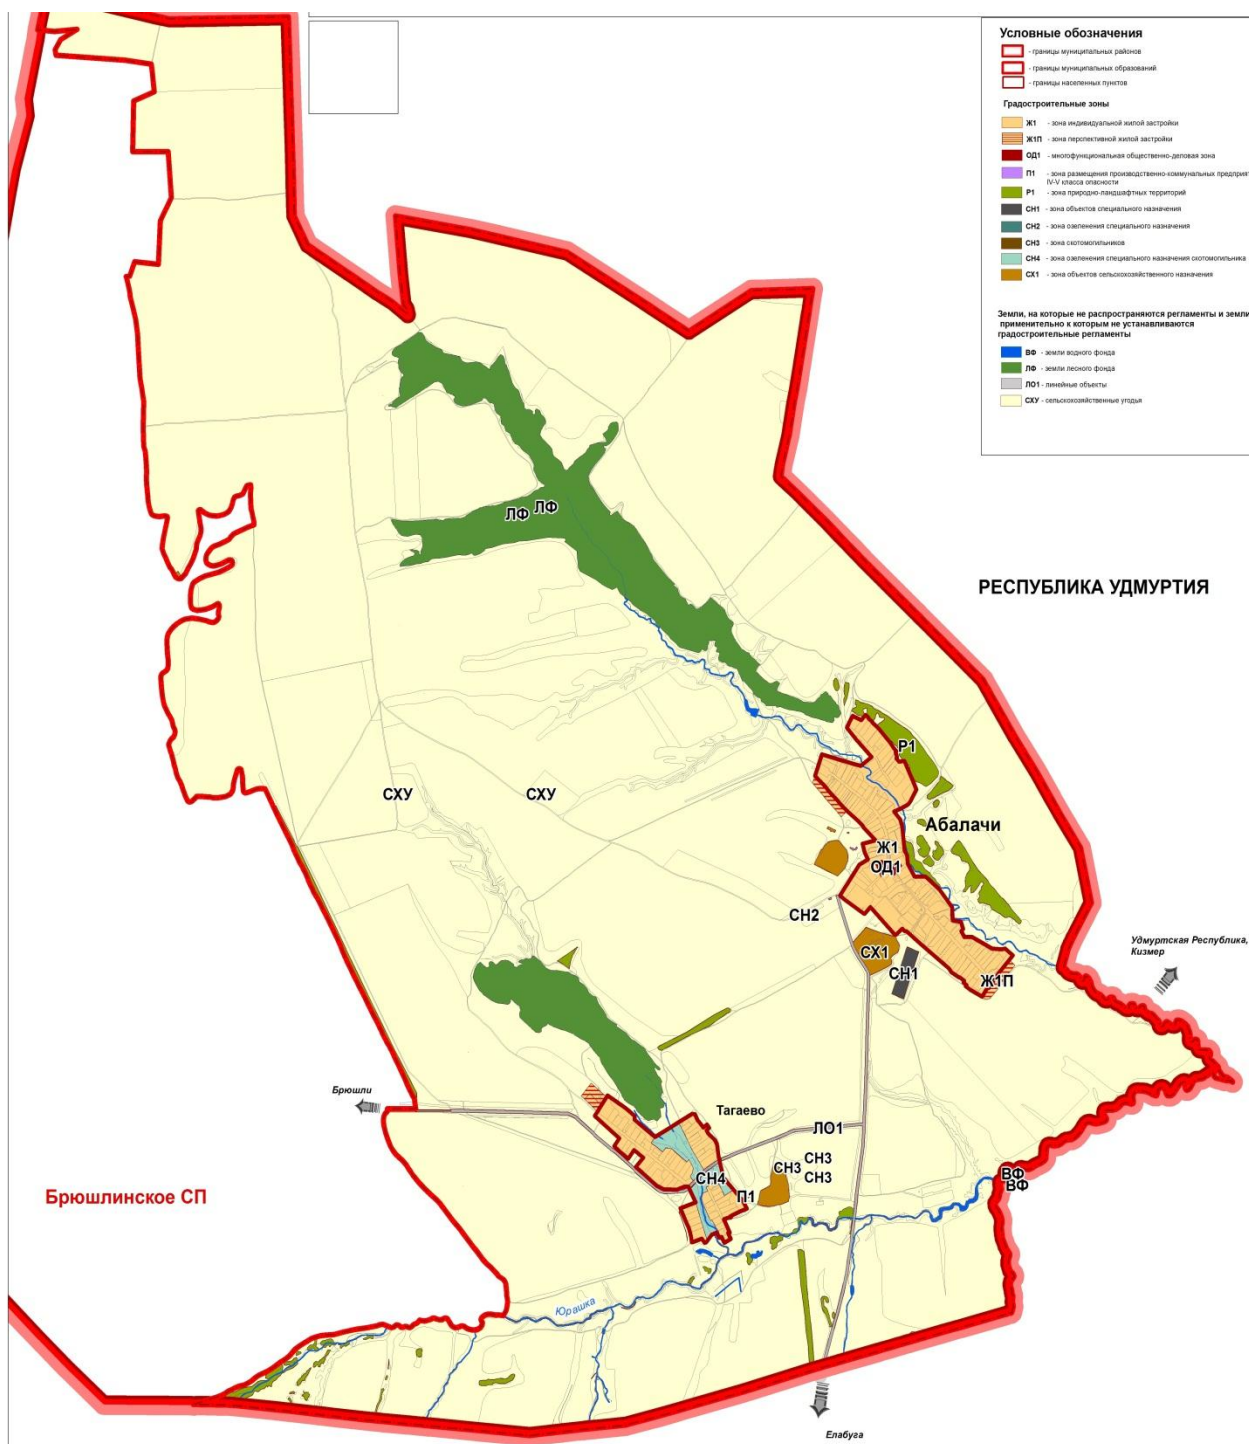 Условные обозначения
- границы муниципальных районов
- границы муниципальных образований
- границы населенных пунктов
Градостроительные зоны
Ж1 - зона индивидуальной жилой застройки
Ж1П - зона перспективной жилой застройки
ОД1 - многофункциональная общественно-деловая зона
П1 - зона размещения производственно-коммунальных предприят
IV-V класса опасности
Р1 - зона природно-ландшафтных территорий
СН1 - зона объектов специального назначения
СН2 - зона озеленения специального назначения
СН3 - зона скотомогильников
СН4 - зона озеленения специального назначения скотомогильника
СХ1 - зона объектов сельскохозяйственного назначения
Земли, на которые не распространяются регламенты и земли
применительно к которым не устанавливаются
градостроительные регламенты
ВФ - земли водного фонда
ЛФ - земли лесного фонда
ЛО1 - линейные объекты
СХУ - сельскохозяйственные угодья
ЛФ ЛФ
РЕСПУБЛИКА УДМУРТИЯ
Р1
СХУ СХУ
Абалачи
Ж1
ОД1
СН2
Удмуртская Республика,
Кизмер
СХ1
СН1
Ж1П
Брюшли
Тагаево
ЛО1
СН3
СН3
СН3
СН4
П1
ВФ
ВФ
Брюшлинское СП
Юрашка
Елабуга